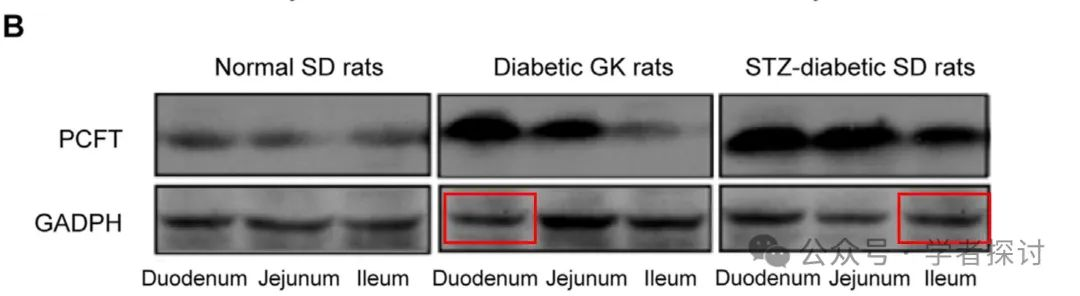 B
Normal SD rats Diabetic GK rats STZ-diabetic SD rats
PCFT
GADPH
公众号 · 学者探讨
Duodenum Jejunum Ileum Duodenum Jejunum Ileum Duodenum Jejunum Ileum